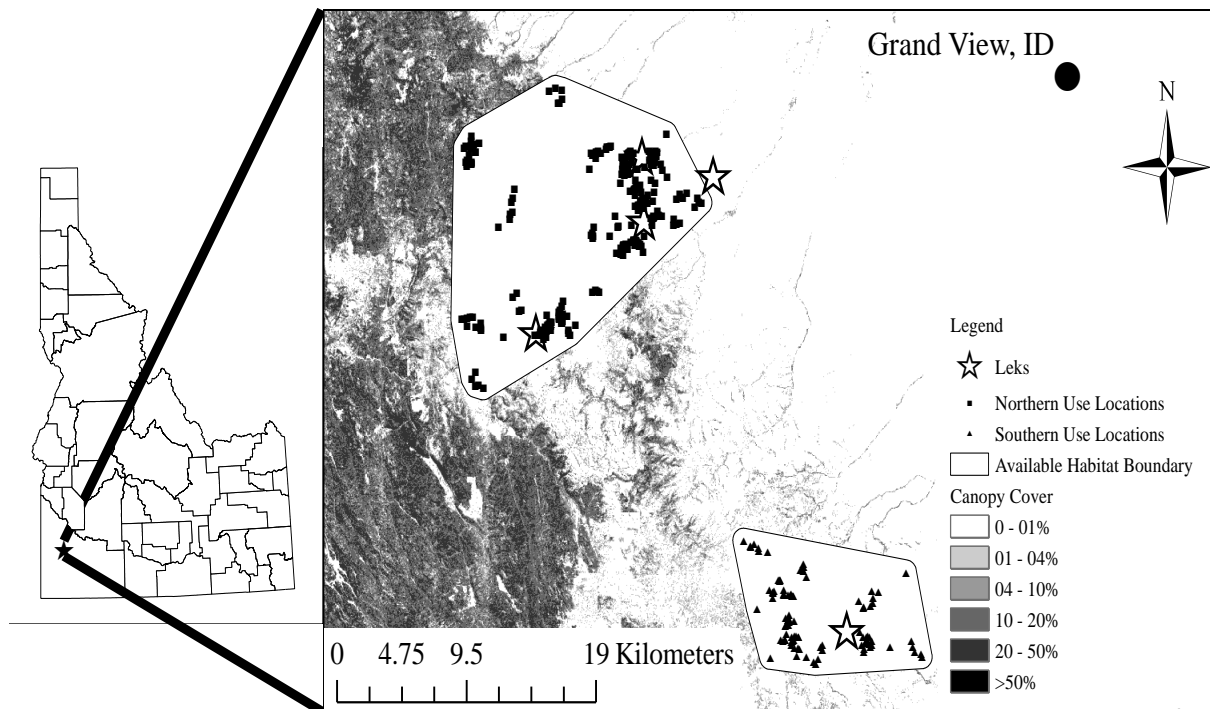 Grand View, ID
N
Legend
Leks
Northern Use Locations
Southern Use Locations
Available Habitat Boundary
Canopy Cover
0 - 01%
01 - 04%
04 - 10%
10 - 20%
20 - 50%
>50%
0 4.75 9.5 19 Kilometers